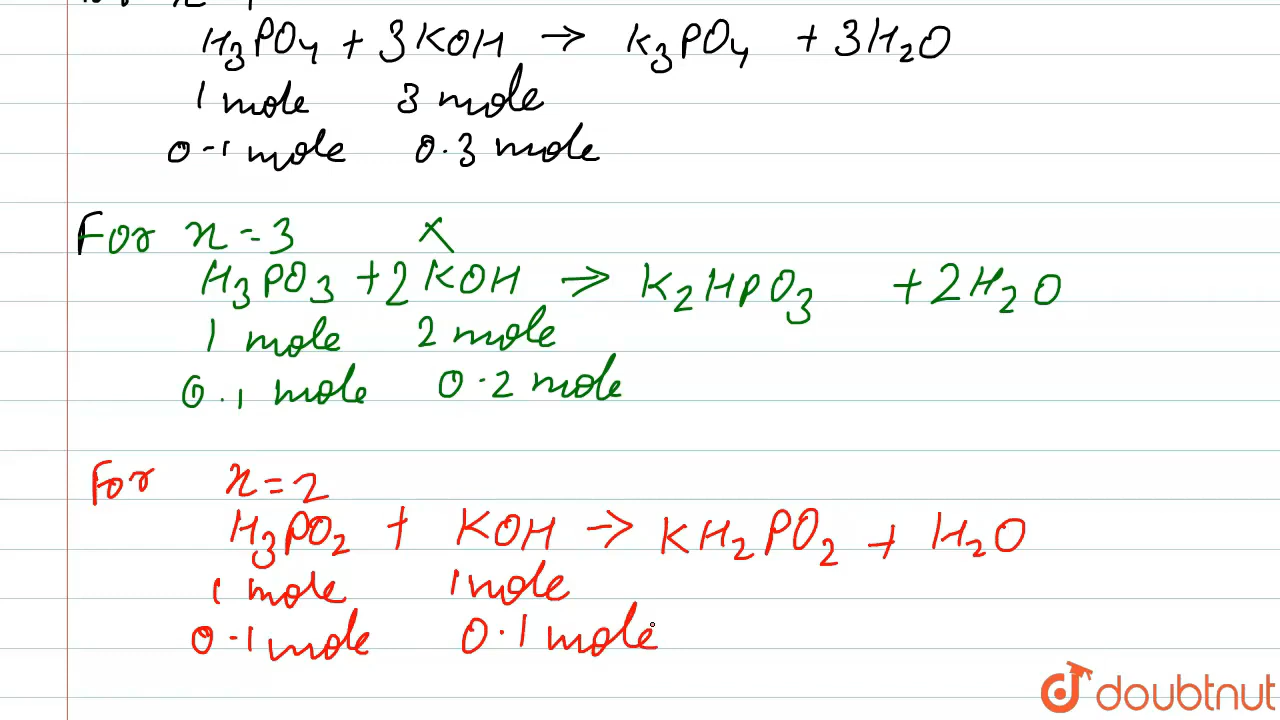 H₃PO₄ + 3KOH → K₃PO₄ + 3H₂O
1 mole 3 mole
0.1 mole 0.3 mole
For x=3
H₃PO₃ + 2KOH → K₂HPO₃ + 2H₂O
1 mole 2 mole
0.1 mole 0.2 mole
For x=2
H₃PO₂ + KOH → KH₂PO₂ + H₂O
1 mole 1 mole
0.1 mole 0.1 mole
doubtnut